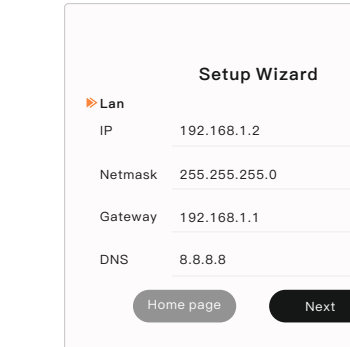 Setup Wizard
Lan
IP 192.168.1.2
Netmask 255.255.255.0
Gateway 192.168.1.1
DNS 8.8.8.8
Home page Next